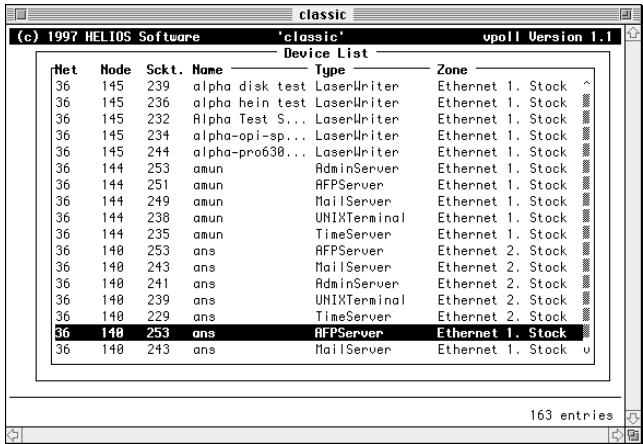 classic
(c) 1997 HELIOS Software 'classic' vpoll Version 1.1
Device List
Net Node Sckt. Name Type Zone
36 145 239 alpha disk test LaserWriter Ethernet 1. Stock
36 145 236 alpha hein test LaserWriter Ethernet 1. Stock
36 145 232 Alpha Test S... LaserWriter Ethernet 1. Stock
36 145 234 alpha-opi-sp... LaserWriter Ethernet 1. Stock
36 145 244 alpha-pro630... LaserWriter Ethernet 1. Stock
36 144 253 amun AdminServer Ethernet 1. Stock
36 144 251 amun AFPServer Ethernet 1. Stock
36 144 249 amun MailServer Ethernet 1. Stock
36 144 238 amun UNIXTerminal Ethernet 1. Stock
36 144 235 amun TimeServer Ethernet 1. Stock
36 140 253 ans AFPServer Ethernet 2. Stock
36 140 243 ans MailServer Ethernet 2. Stock
36 140 241 ans AdminServer Ethernet 2. Stock
36 140 239 ans UNIXTerminal Ethernet 2. Stock
36 140 229 ans TimeServer Ethernet 2. Stock
36 140 253 ans AFPServer Ethernet 1. Stock
36 140 243 ans MailServer Ethernet 1. Stock
163 entries